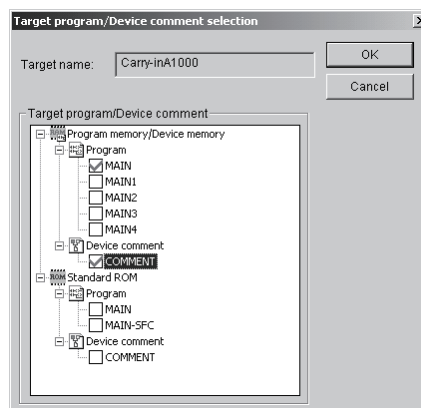 Target program/Device comment selection
Target name:
Carry-inA1000
OK
Cancel
Target program/Device comment
Program memory/Device memory
Program
MAIN
MAIN1
MAIN2
MAIN3
MAIN4
Device comment
COMMENT
ROM Standard ROM
Program
MAIN
MAIN-SFC
Device comment
COMMENT